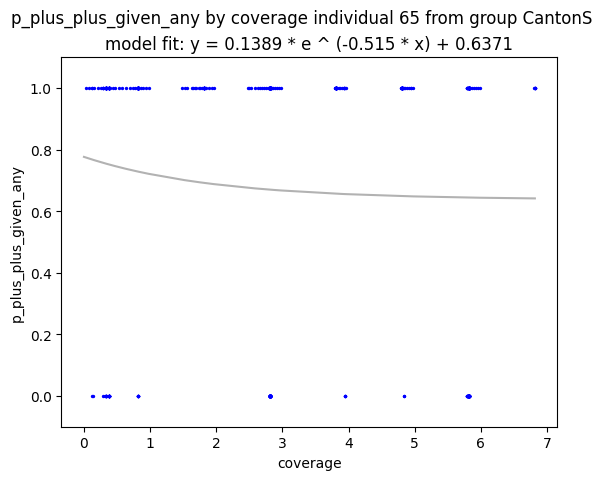 p_plus_plus_given_any by coverage individual 65 from group CantonS
model fit: y = 0.1389 * e ^ (-0.515 * x) + 0.6371
p_plus_plus_given_any
1.0
0.8
0.6
0.4
0.2
0.0
0 1 2 3 4 5 6 7
coverage